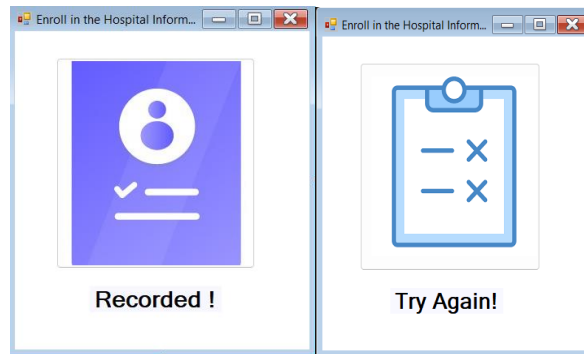 Enroll in the Hospital Inform...
Recorded !
Enroll in the Hospital Inform...
Try Again!